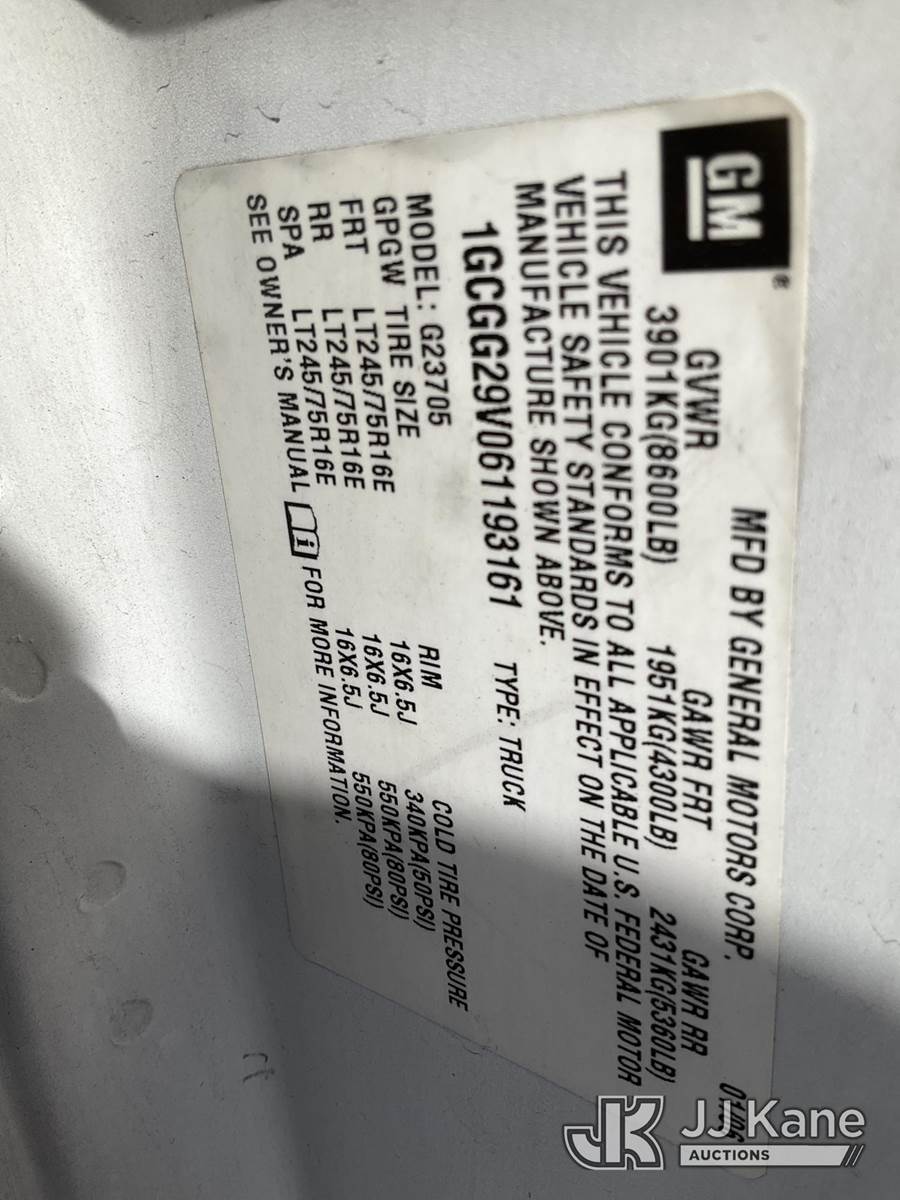 GM®
MFD BY GENERAL MOTORS CORP. 01/06
GVWR GAWR FRT GAWR RR
3901KG(8600LB) 1951KG(4300LB) 2431KG(5360LB)
THIS VEHICLE CONFORMS TO ALL APPLICABLE U.S. FEDERAL MOTOR
VEHICLE SAFETY STANDARDS IN EFFECT ON THE DATE OF
MANUFACTURE SHOWN ABOVE.
1GCGG29V061193161 TYPE: TRUCK
MODEL: G23705
GPGW TIRE SIZE RIM COLD TIRE PRESSURE
FRT LT245/75R16E 16X6.5J 340KPA(50PSI)
RR LT245/75R16E 16X6.5J 550KPA(80PSI)
SPA LT245/75R16E 16X6.5J 550KPA(80PSI)
SEE OWNER'S MANUAL i FOR MORE INFORMATION.
JK JJ Kane
AUCTIONS